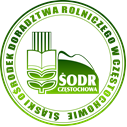 ŚLĄSKI OŚRODEK DORADZTWA ROLNICZEGO W CZĘSTOCHOWIE
ŚODR
CZĘSTOCHOWA